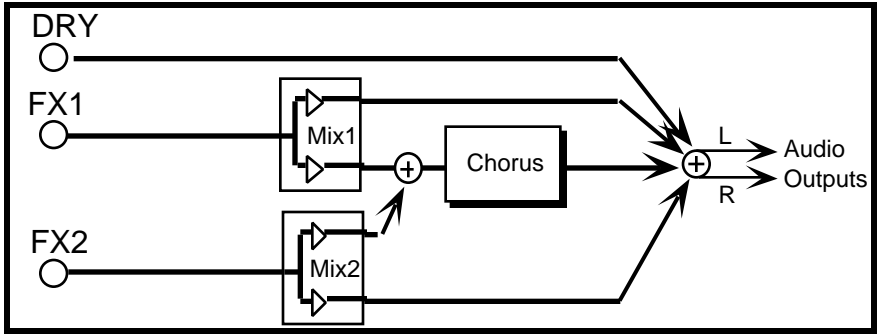 DRY
FX1
Mix1
+
Chorus
+
L
R
Audio
Outputs
FX2
Mix2